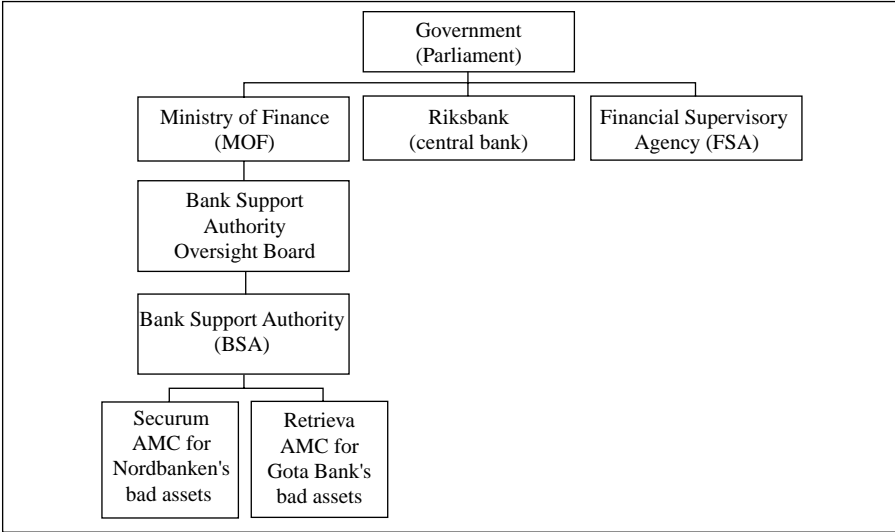 Government
(Parliament)
Ministry of Finance
(MOF)
Riksbank
(central bank)
Financial Supervisory
Agency (FSA)
Bank Support
Authority
Oversight Board
Bank Support Authority
(BSA)
Securum
AMC for
Nordbanken's
bad assets
Retrieva
AMC for
Gota Bank's
bad assets